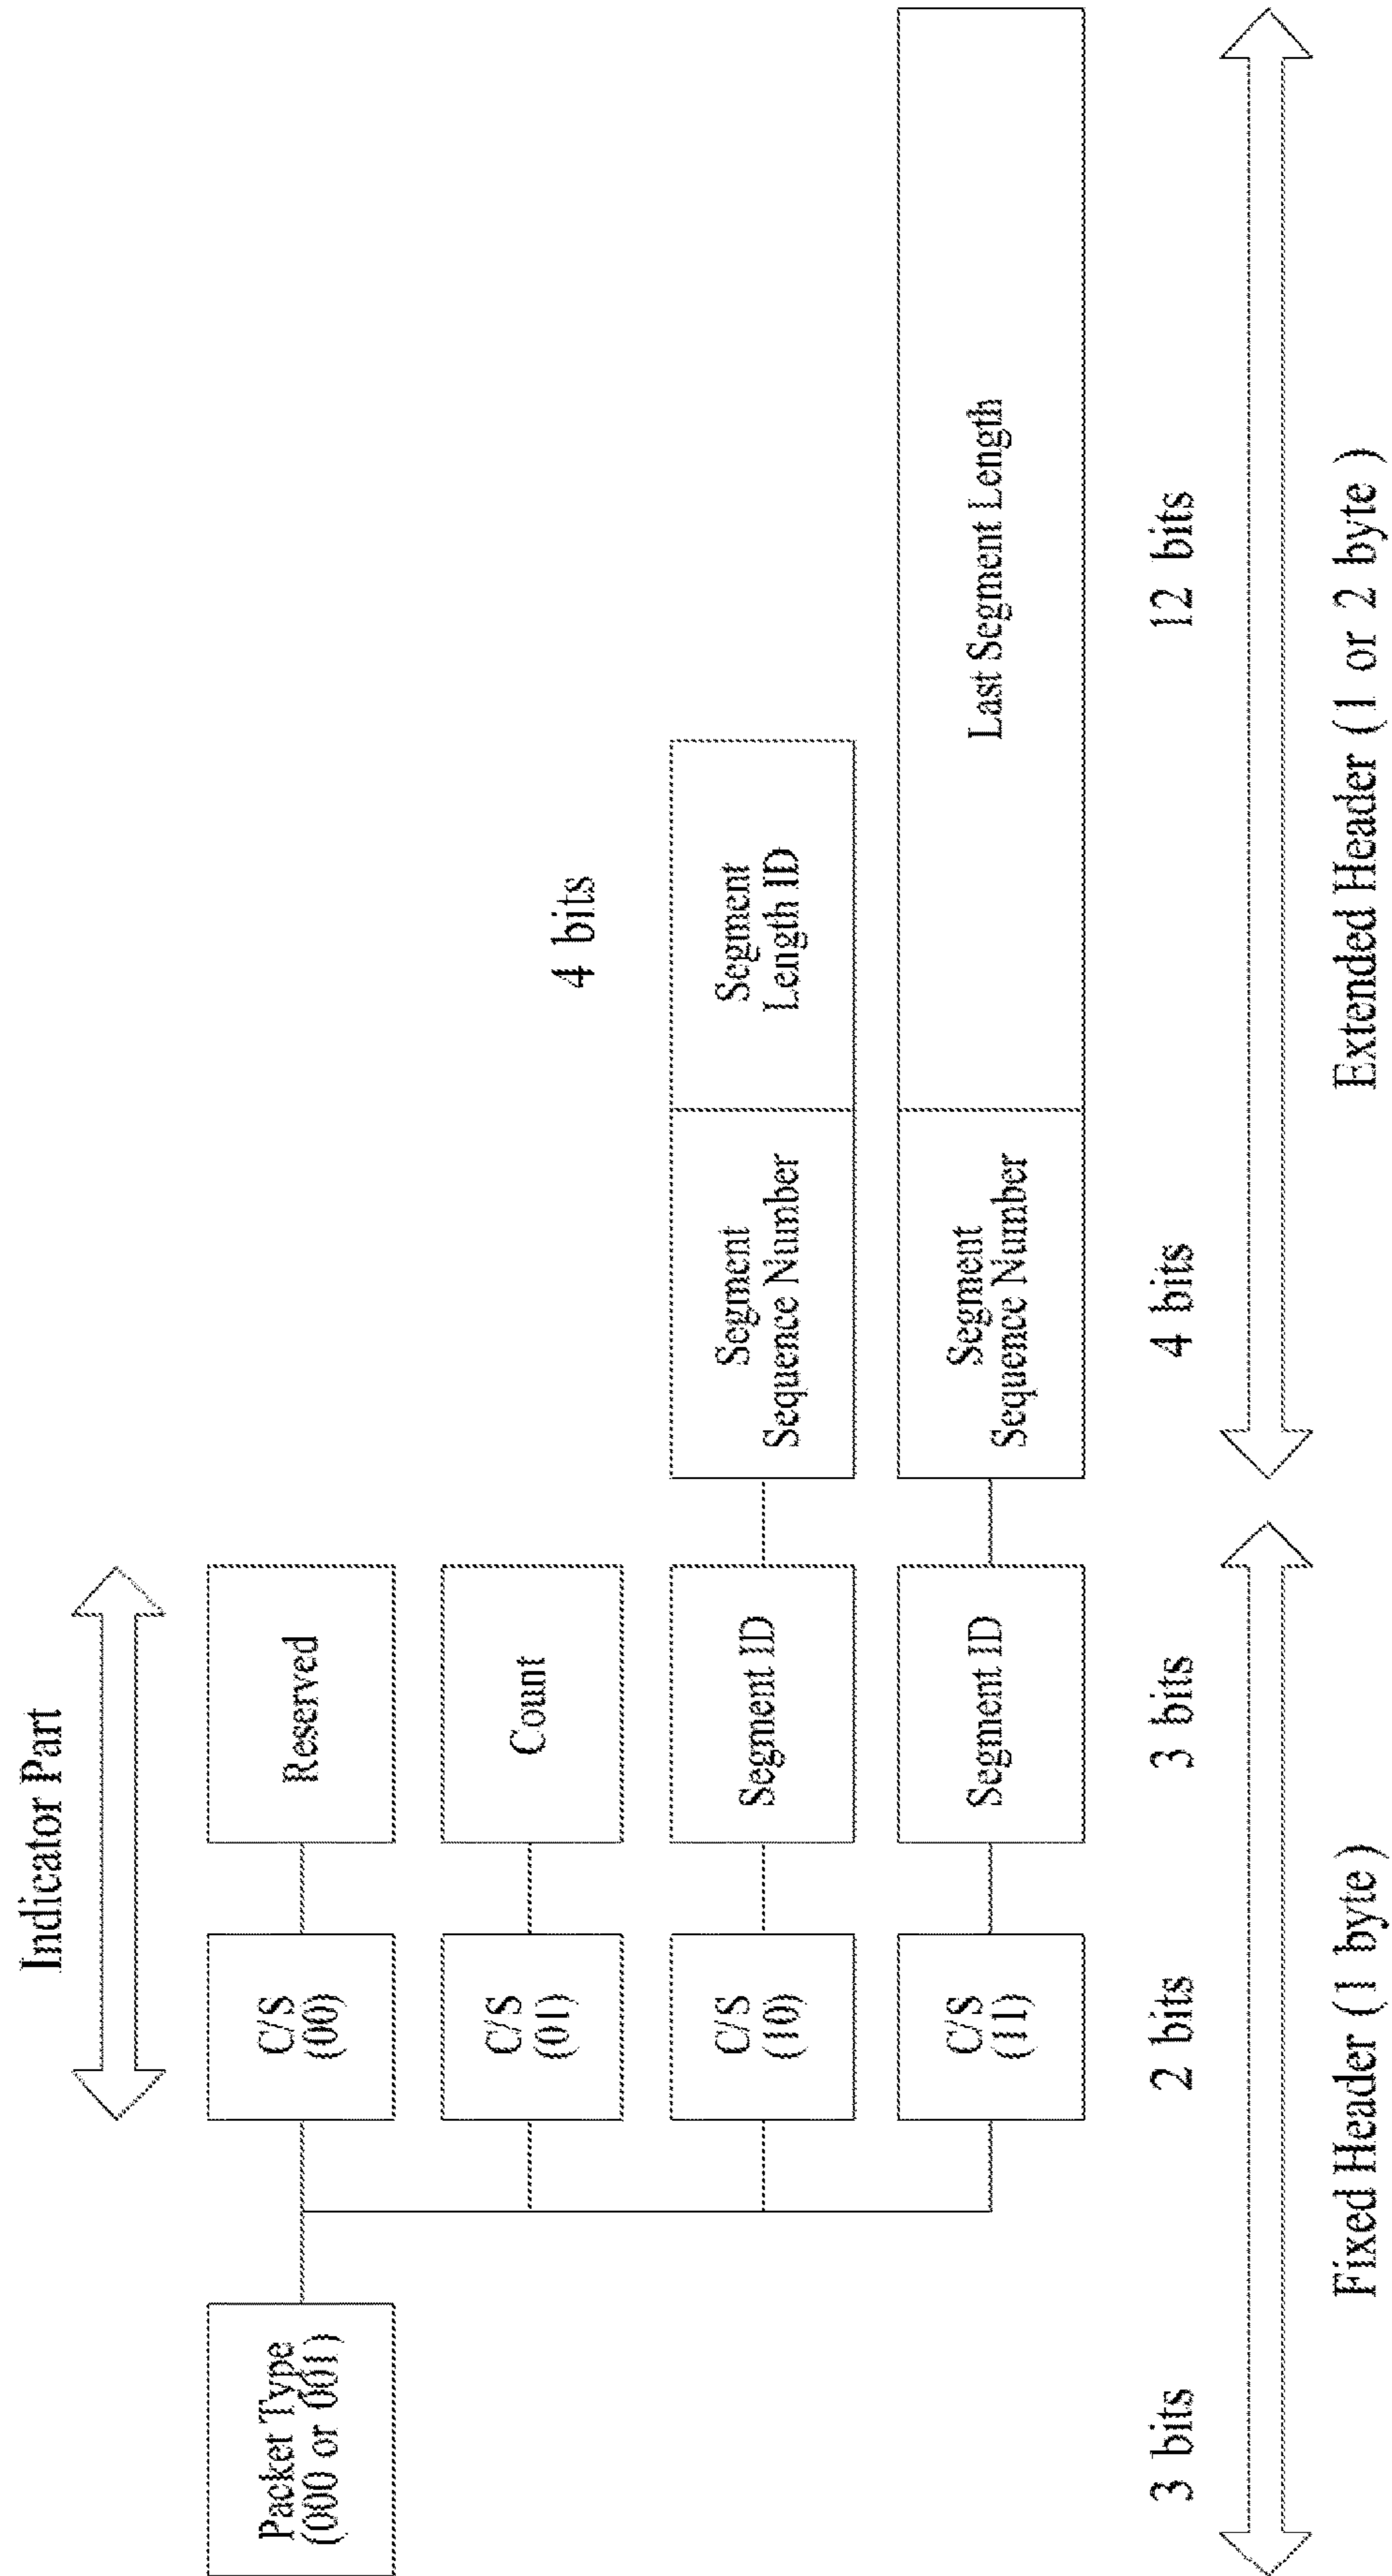 Indicator Part
Packet Type
(000 or 001)
C/S
(00)
Reserved
C/S
(01)
Count
4 bits
C/S
(10)
Segment ID
Segment
Sequence Number
Segment
Length ID
C/S
(11)
Segment ID
Segment
Sequence Number
Last Segment Length
3 bits
2 bits
3 bits
4 bits
12 bits
Fixed Header (1 byte)
Extended Header (1 or 2 byte)